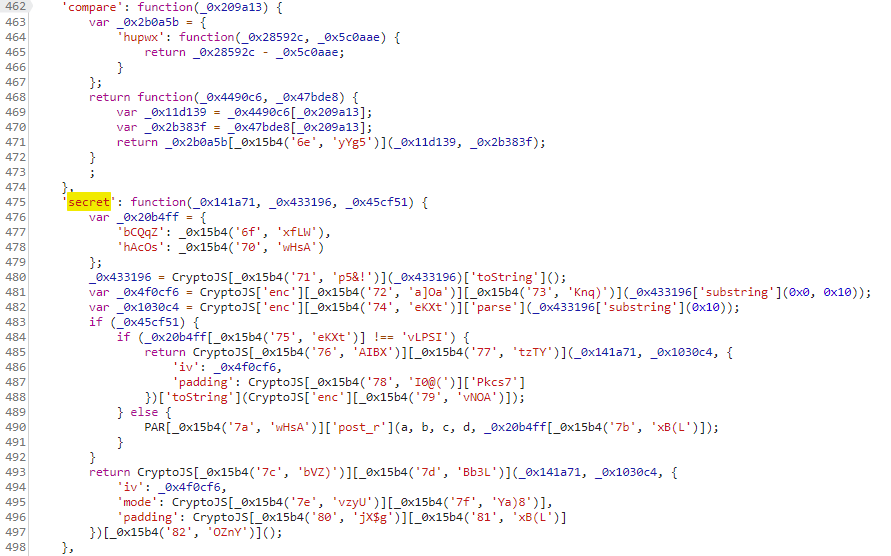 462 'compare': function(_0x209a13) {
463 var _0x2b0a5b = {
464 'hupwx': function(_0x28592c, _0x5c0aae) {
465 return _0x28592c - _0x5c0aae;
466 }
467 };
468 return function(_0x4490c6, _0x47bde8) {
469 var _0x11d139 = _0x4490c6[_0x209a13];
470 var _0x2b383f = _0x47bde8[_0x209a13];
471 return _0x2b0a5b[_0x15b4('6e', 'yYg5')](_0x11d139, _0x2b383f);
472 }
473 ;
474 },
475 'secret': function(_0x141a71, _0x433196, _0x45cf51) {
476 var _0x20b4ff = {
477 'bCQqZ': _0x15b4('6f', 'xfLW'),
478 'hAcOs': _0x15b4('70', 'wHsA')
479 };
480 _0x433196 = CryptoJS[_0x15b4('71', 'p5&!')](_0x433196)['toString']();
481 var _0x4f0cf6 = CryptoJS['enc'][_0x15b4('72', 'a]Oa')][_0x15b4('73', 'Knq)')](_0x433196['substring'](0x0, 0x10));
482 var _0x1030c4 = CryptoJS['enc'][_0x15b4('74', 'eKXt')]['parse'](_0x433196['substring'](0x10));
483 if (_0x45cf51) {
484 if (_0x20b4ff[_0x15b4('75', 'eKXt')] !== 'vLPSI') {
485 return CryptoJS[_0x15b4('76', 'AIBX')][_0x15b4('77', 'tzTY')](_0x141a71, _0x1030c4, {
486 'iv': _0x4f0cf6,
487 'padding': CryptoJS[_0x15b4('78', 'I0@(')]['Pkcs7']
488 })['toString'](CryptoJS['enc'][_0x15b4('79', 'vNOA')]);
489 } else {
490 PAR[_0x15b4('7a', 'wHsA')]['post_r'](a, b, c, d, _0x20b4ff[_0x15b4('7b', 'xB(L')]);
491 }
492 }
493 return CryptoJS[_0x15b4('7c', 'bVZ)')][_0x15b4('7d', 'Bb3L')](_0x141a71, _0x1030c4, {
494 'iv': _0x4f0cf6,
495 'mode': CryptoJS[_0x15b4('7e', 'vzyU')][_0x15b4('7f', 'Ya)8')],
496 'padding': CryptoJS[_0x15b4('80', 'jX$g')][_0x15b4('81', 'xB(L')]
497 })[_0x15b4('82', 'OZnY')]();
498 },